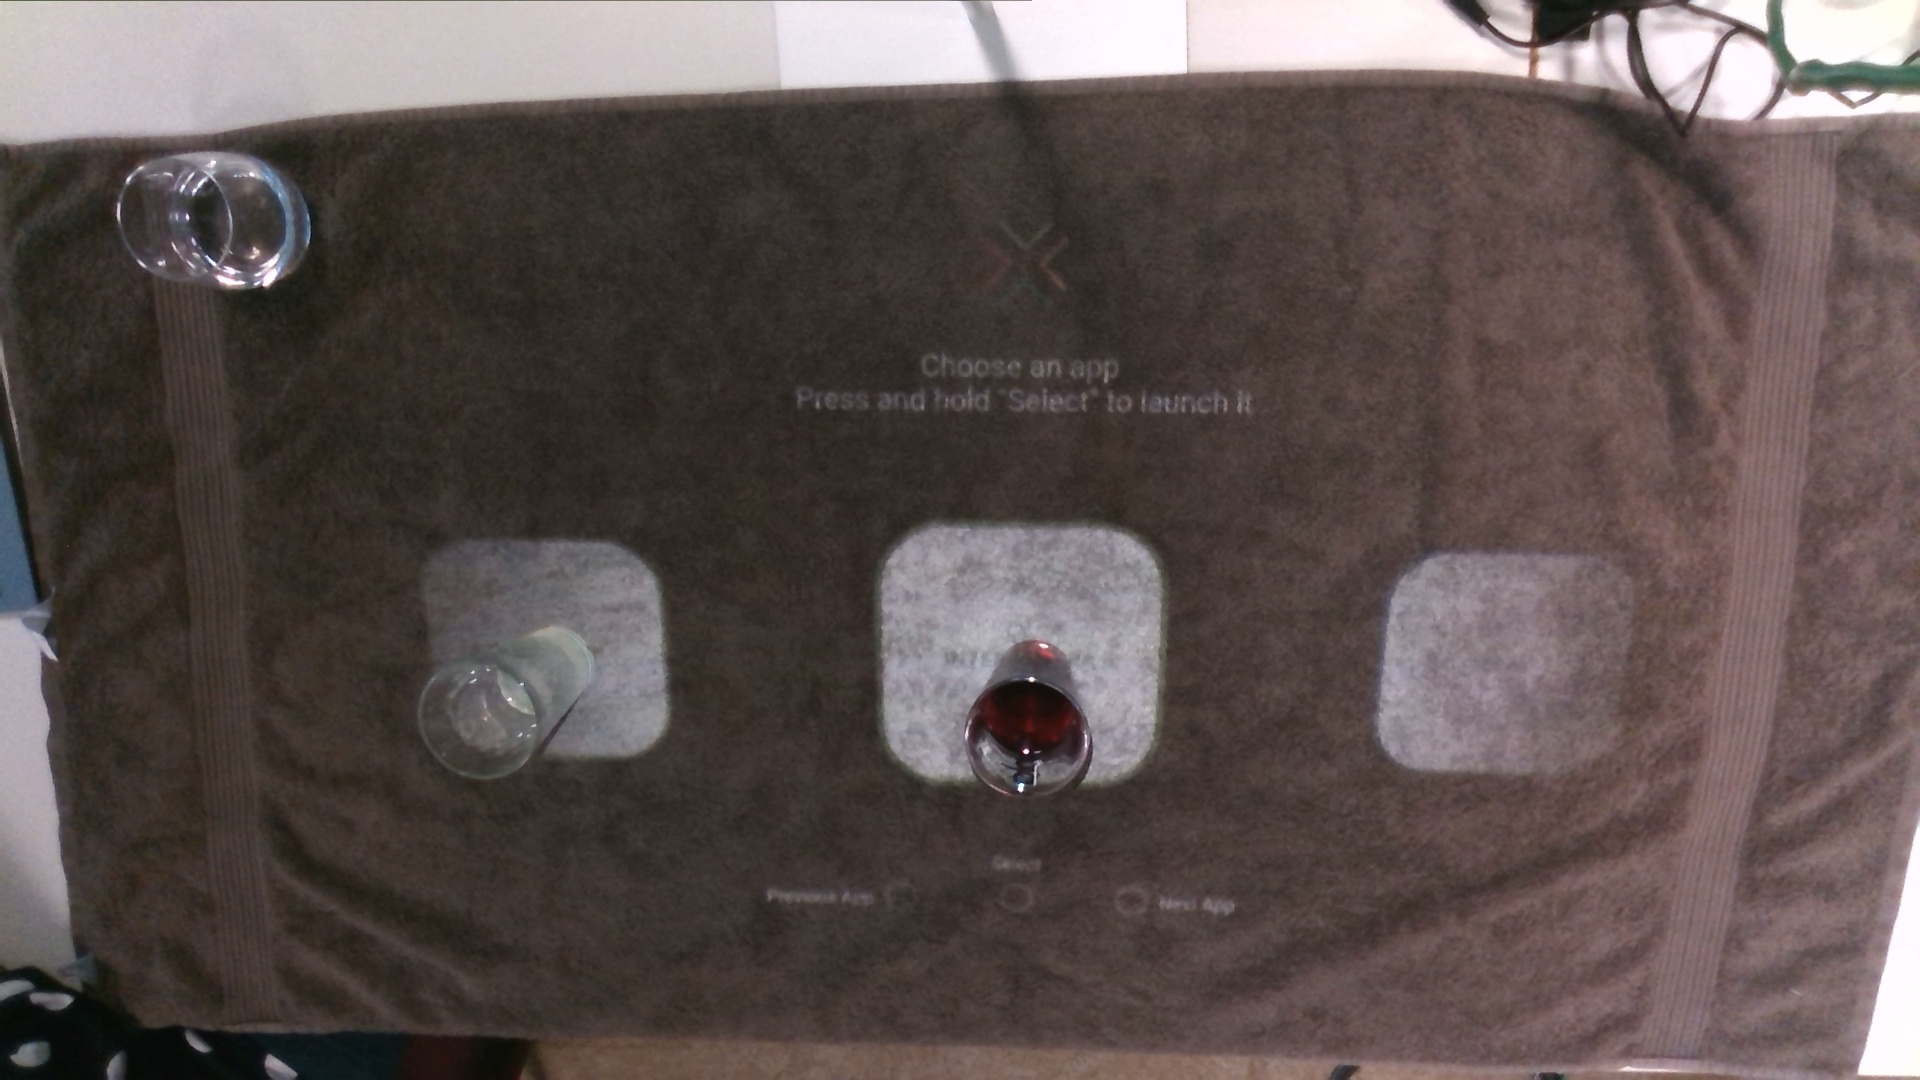 Choose an app
Press and hold "Select" to launch it
Select
Previous App
Next App